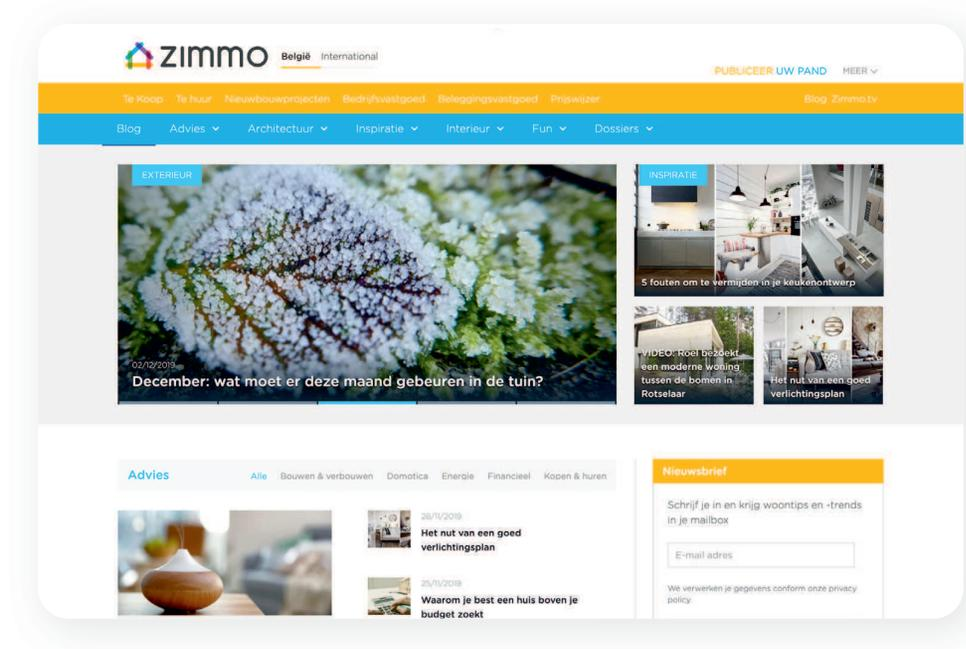 ZIMMO België International
PUBLICEER UW PAND MEER
Te Koop Te huur Nieuwbouwprojecten Bedrijfsvastgoed Beleggingsvastgoed Prijswijzer Blog Zimmo.tv
Blog Advies Architectuur Inspiratie Interieur Fun Dossiers
EXTERIEUR
02/12/2019
December: wat moet er deze maand gebeuren in de tuin?
INSPIRATIE
5 fouten om te vermijden in je keukenontwerp
VIDEO: Roel bezoekt
een moderne woning
tussen de bomen in
Rotselaar
Het nut van een goed
verlichtingsplan
Advies Alle Bouwen & verbouwen Domotica Energie Financieel Kopen & huren
26/11/2019
Het nut van een goed
verlichtingsplan
25/11/2019
Waarom je best een huis boven je
budget zoekt
Nieuwsbrief
Schrijf je in en krijg woontips en -trends
in je mailbox
E-mail adres
We verwerken je gegevens conform onze privacy
policy.